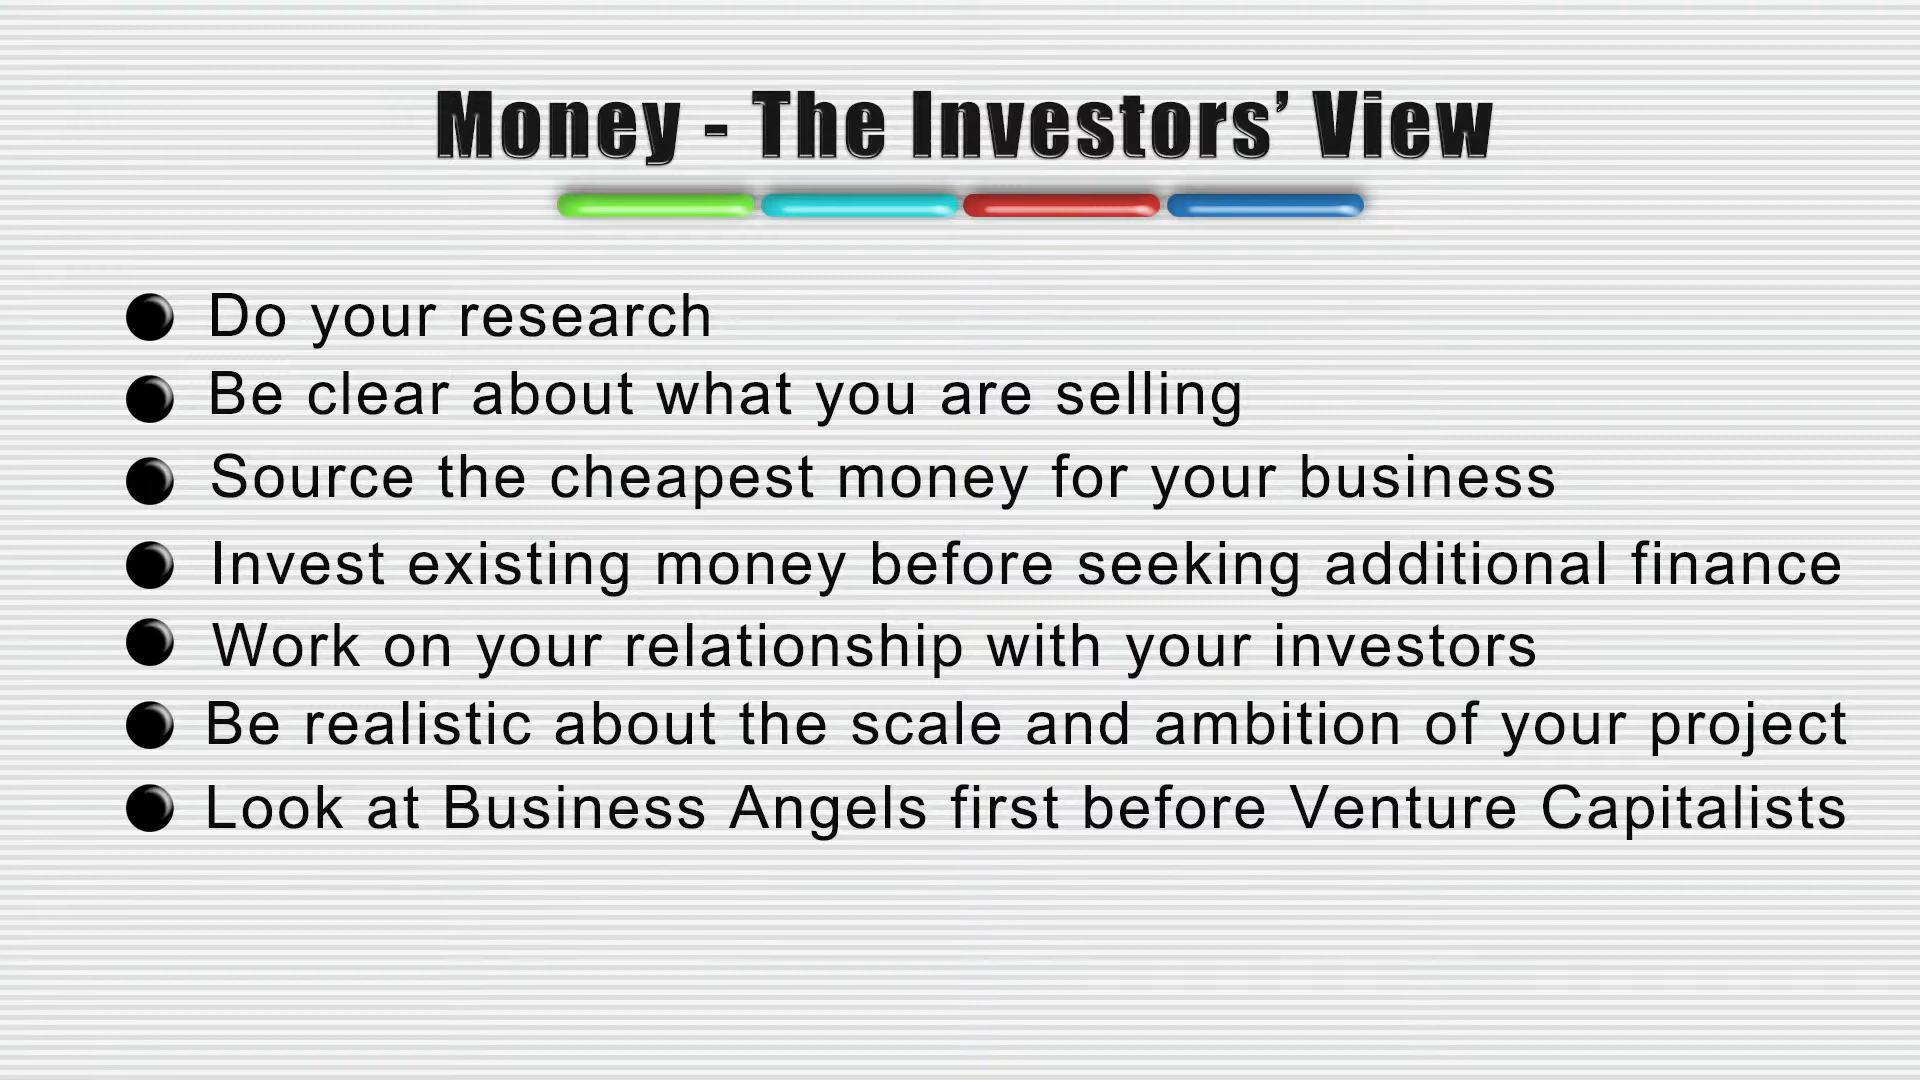 Money - The Investors’ View
Do your research
Be clear about what you are selling
Source the cheapest money for your business
Invest existing money before seeking additional finance
Work on your relationship with your investors
Be realistic about the scale and ambition of your project
Look at Business Angels first before Venture Capitalists